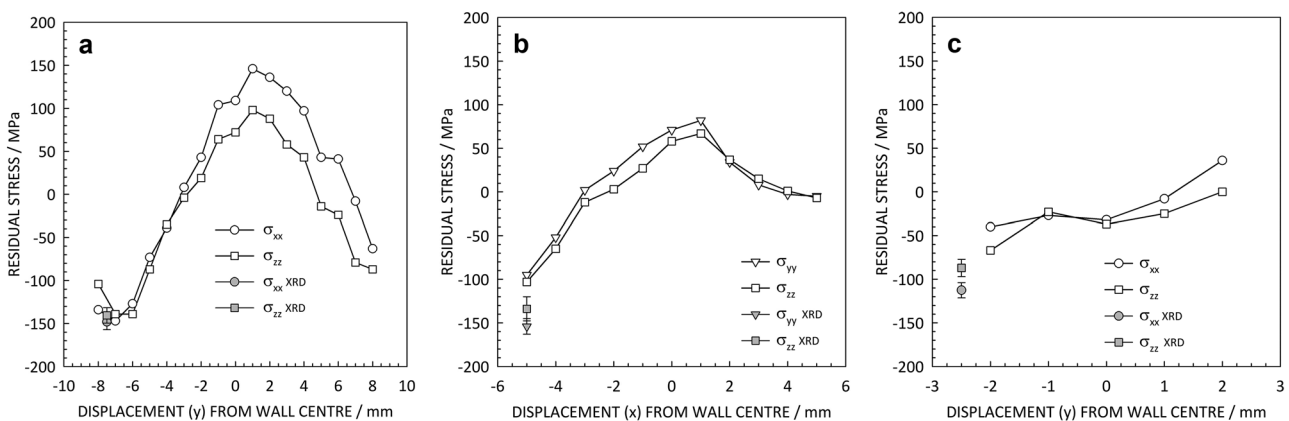 a
RESIDUAL STRESS / MPa
200
150
100
50
0
-50
-100
-150
-200
-10 -8 -6 -4 -2 0 2 4 6 8 10
DISPLACEMENT (y) FROM WALL CENTRE / mm
σxx
σzz
σxx XRD
σzz XRD
b
RESIDUAL STRESS / MPa
200
150
100
50
0
-50
-100
-150
-200
-6 -4 -2 0 2 4 6
DISPLACEMENT (x) FROM WALL CENTRE / mm
σyy
σzz
σyy XRD
σzz XRD
c
RESIDUAL STRESS / MPa
200
150
100
50
0
-50
-100
-150
-200
-3 -2 -1 0 1 2 3
DISPLACEMENT (y) FROM WALL CENTRE / mm
σxx
σzz
σxx XRD
σzz XRD